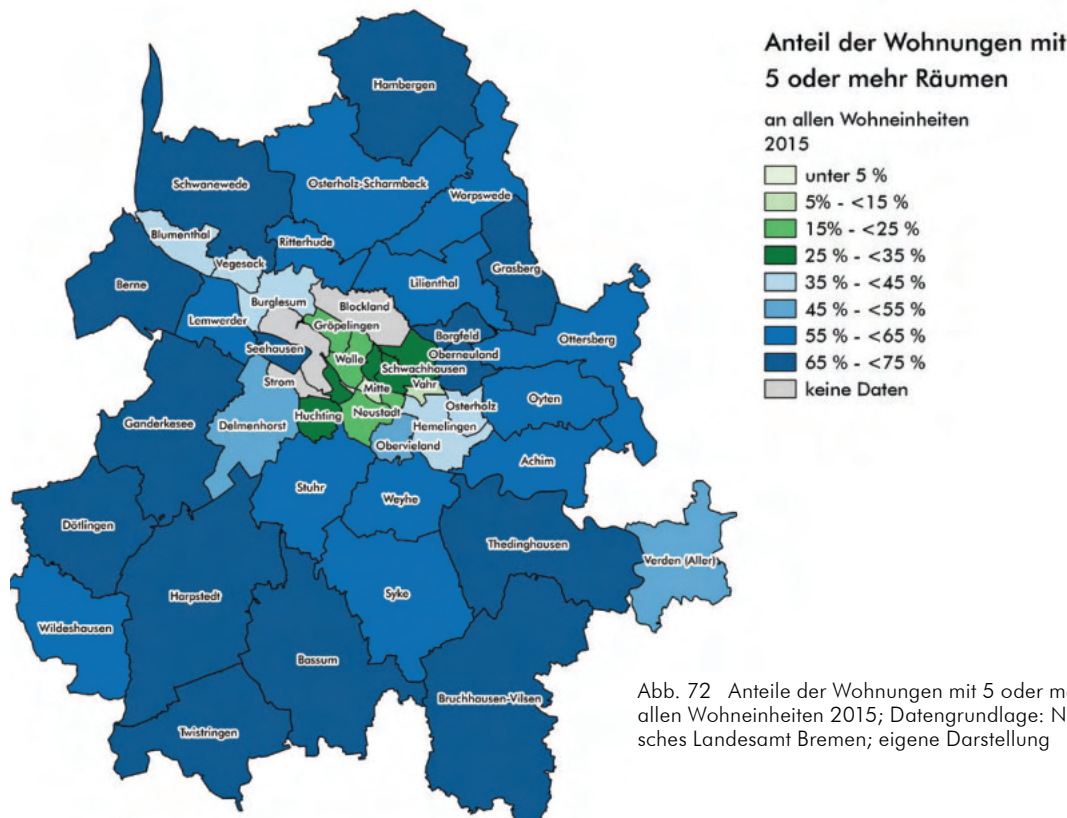 Anteil der Wohnungen mit
5 oder mehr Räumen
an allen Wohneinheiten
2015
unter 5 %
5% - <15 %
15% - <25 %
25 % - <35 %
35 % - <45 %
45 % - <55 %
55 % - <65 %
65 % - <75 %
keine Daten
Hambergen
Schwanewede
Osterholz-Scharmbeck
Worpswede
Blumenthal
Ritterhude
Vegesack
Grasberg
Berne
Lilienthal
Burglesum
Blockland
Lemwerder
Gröpelingen
Borgfeld
Ottersberg
Seehausen
Walle
Oberneuland
Schwachhausen
Strom
Mitte
Vahr
Oyten
Ganderkesee
Delmenhorst
Huchting
Neustadt
Osterholz
Hemelingen
Obervieland
Achim
Stuhr
Weyhe
Dötlingen
Thedinghausen
Verden (Aller)
Harpstedt
Syke
Wildeshausen
Bassum
Bruchhausen-Vilsen
Twistringen
Abb. 72 Anteile der Wohnungen mit 5 oder me
allen Wohneinheiten 2015; Datengrundlage: N
sches Landesamt Bremen; eigene Darstellung